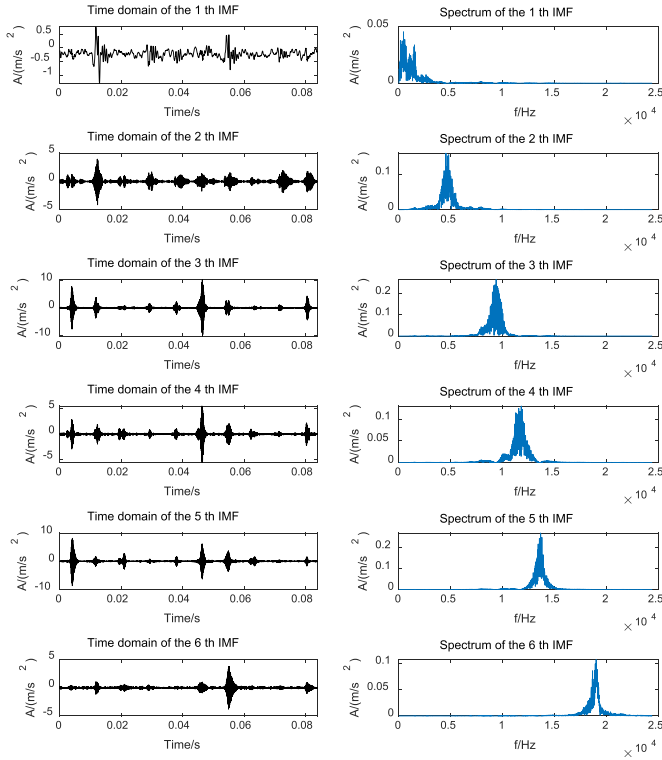 Time domain of the 1 th IMF
A/(m/s 2)
0.5
-0.5
-1
0 0.02 0.04 0.06 0.08
Time/s
Spectrum of the 1 th IMF
A/(m/s 2)
0.05
0
0 0.5 1 1.5 2 2.5
× 10 4
f/Hz
Time domain of the 2 th IMF
A/(m/s 2)
5
0
-5
0 0.02 0.04 0.06 0.08
Time/s
Spectrum of the 2 th IMF
A/(m/s 2)
0.1
0
0 0.5 1 1.5 2 2.5
× 10 4
f/Hz
Time domain of the 3 th IMF
A/(m/s 2)
10
0
-10
0 0.02 0.04 0.06 0.08
Time/s
Spectrum of the 3 th IMF
A/(m/s 2)
0.2
0.1
0
0 0.5 1 1.5 2 2.5
× 10 4
f/Hz
Time domain of the 4 th IMF
A/(m/s 2)
5
0
-5
0 0.02 0.04 0.06 0.08
Time/s
Spectrum of the 4 th IMF
A/(m/s 2)
0.1
0.05
0
0 0.5 1 1.5 2 2.5
× 10 4
f/Hz
Time domain of the 5 th IMF
A/(m/s 2)
10
0
-10
0 0.02 0.04 0.06 0.08
Time/s
Spectrum of the 5 th IMF
A/(m/s 2)
0.2
0.1
0
0 0.5 1 1.5 2 2.5
× 10 4
f/Hz
Time domain of the 6 th IMF
A/(m/s 2)
5
0
-5
0 0.02 0.04 0.06 0.08
Time/s
Spectrum of the 6 th IMF
A/(m/s 2)
0.1
0.05
0
0 0.5 1 1.5 2 2.5
× 10 4
f/Hz